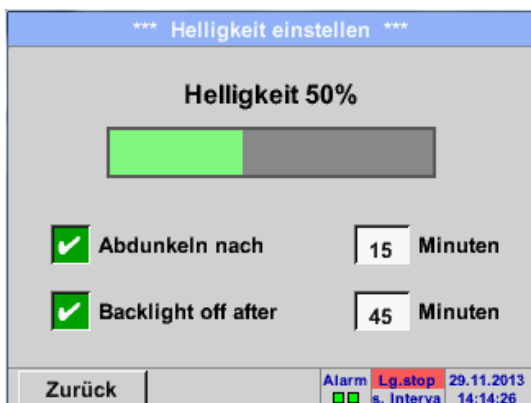 *** Helligkeit einstellen ***
Helligkeit 50%
Abdunkeln nach 15 Minuten
Backlight off after 45 Minuten
Zurück
Alarm Lg.stop 29.11.2013
s. Interva 14:14:26